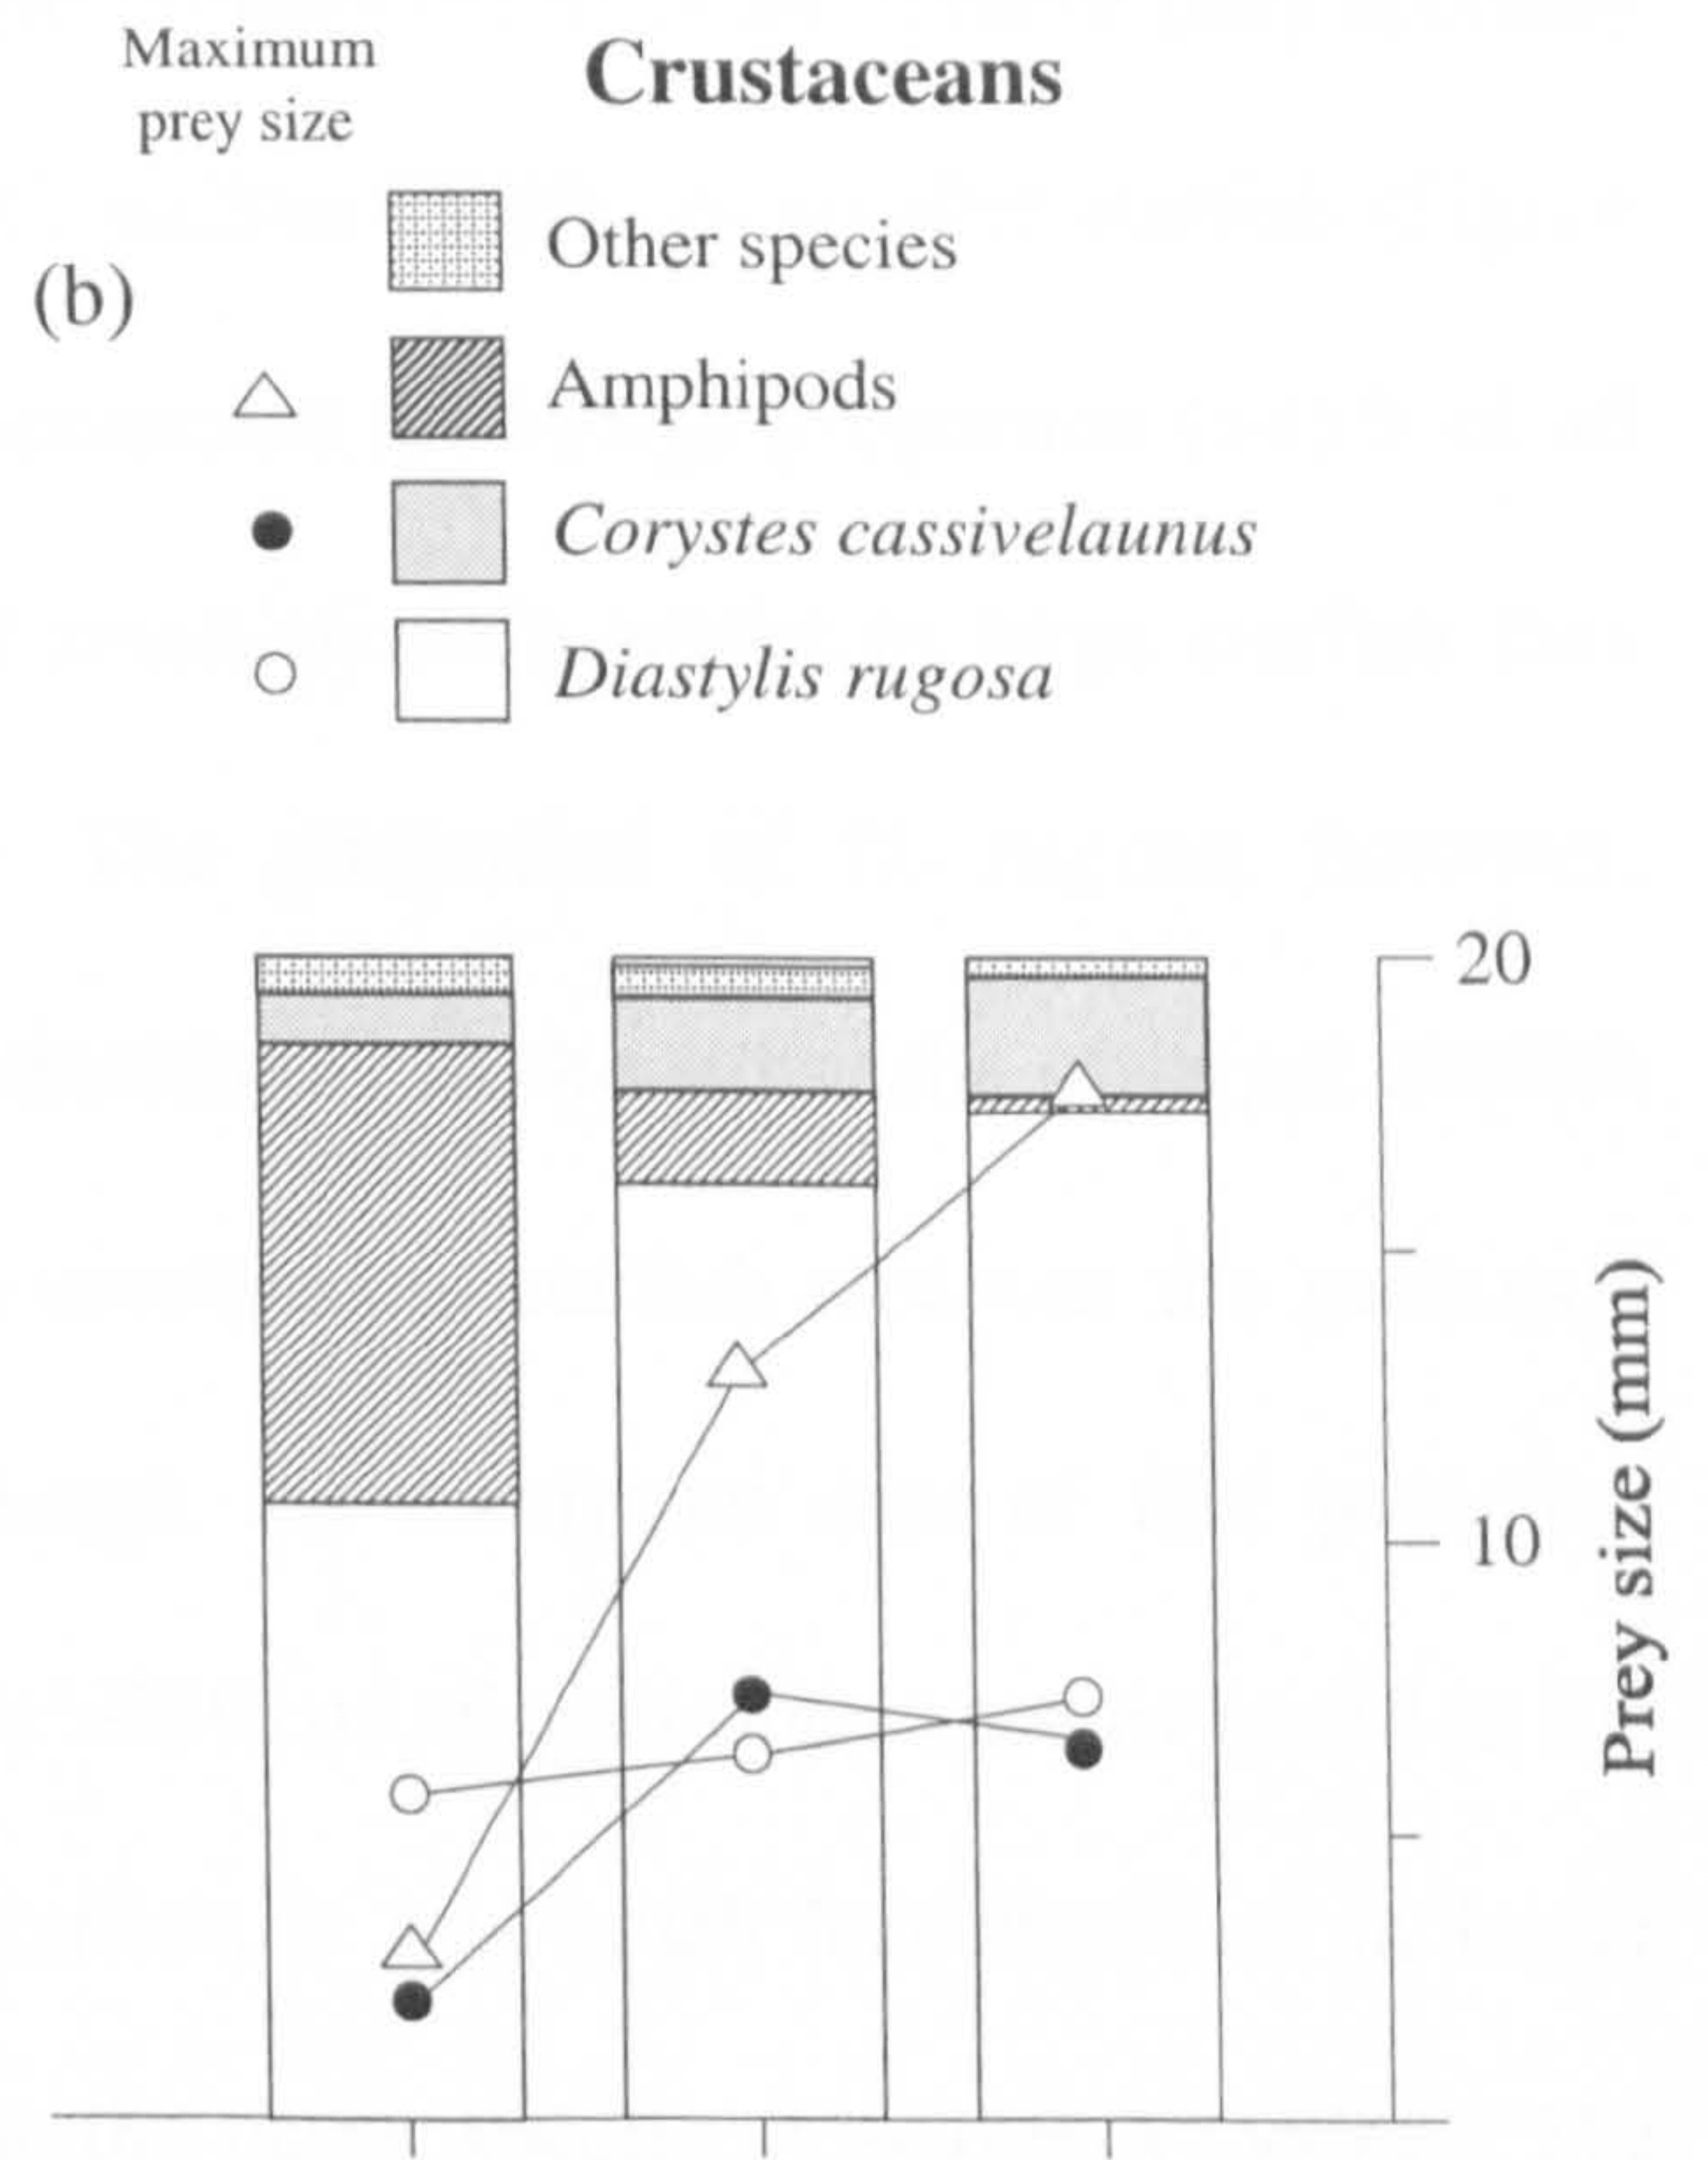 Maximum
prey size
Crustaceans
(b)
Other species
Amphipods
Corystes cassivelaunus
Diastylis rugosa
20
10
Prey size (mm)